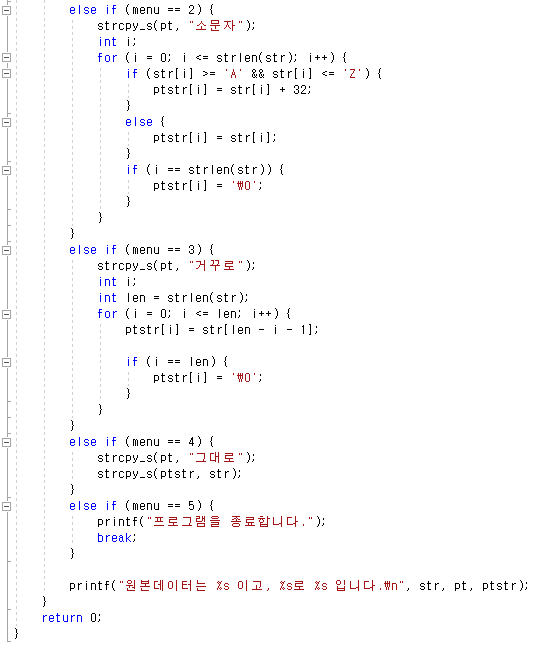 else if (menu == 2) {
strcpy_s(pt, "소문자");
int i;
for (i = 0; i <= strlen(str); i++) {
if (str[i] >= 'A' && str[i] <= 'Z') {
ptstr[i] = str[i] + 32;
}
else {
ptstr[i] = str[i];
}
if (i == strlen(str)) {
ptstr[i] = '₩0';
}
}
}
else if (menu == 3) {
strcpy_s(pt, "거꾸로");
int i;
int len = strlen(str);
for (i = 0; i <= len; i++) {
ptstr[i] = str[len - i - 1];
if (i == len) {
ptstr[i] = '₩0';
}
}
}
else if (menu == 4) {
strcpy_s(pt, "그대로");
strcpy_s(ptstr, str);
}
else if (menu == 5) {
printf("프로그램을 종료합니다.");
break;
}
printf("원본데이터는 %s 이고, %s로 %s 입니다.₩n", str, pt, ptstr);
}
return 0;
}